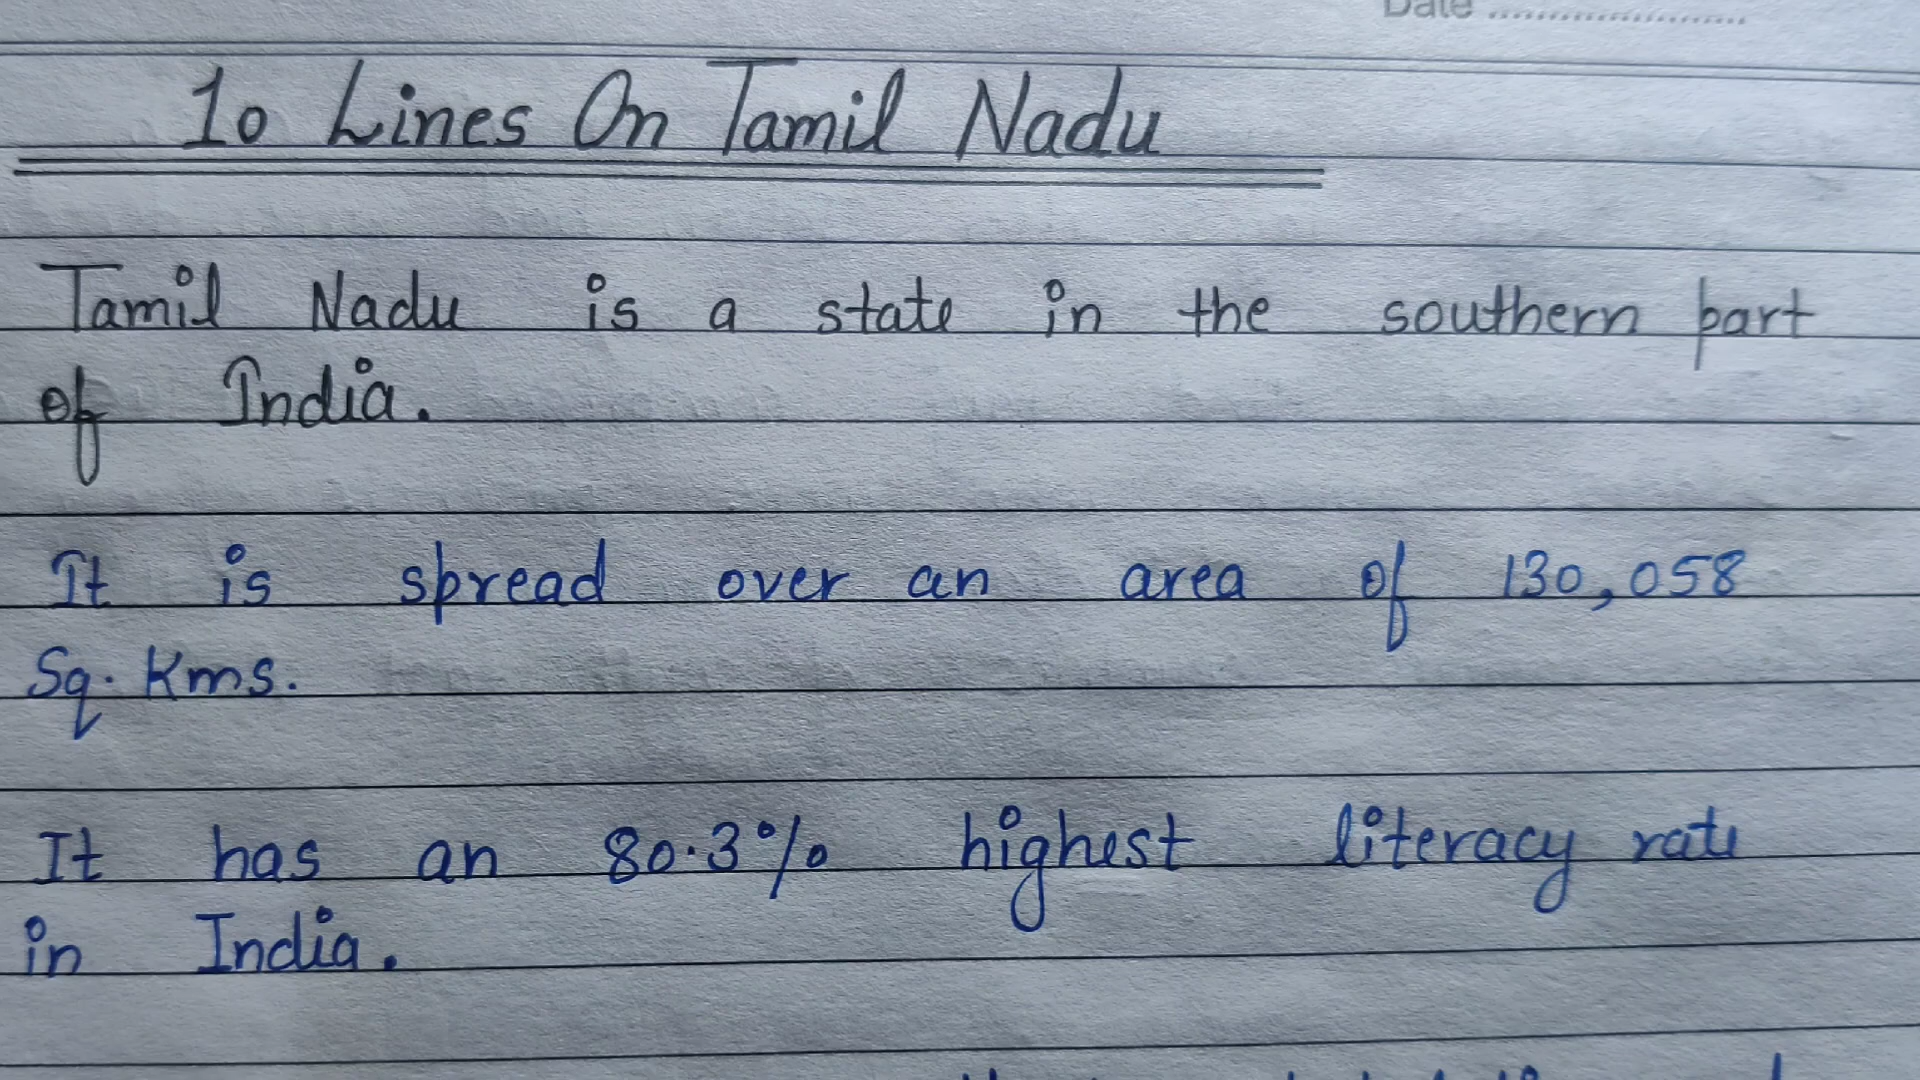 Date
10 Lines On Tamil Nadu
Tamil Nadu is a state in the southern part
of India.
It is spread over an area of 130,058
Sq. Kms.
It has an 80.3% highest literacy rate
in India.